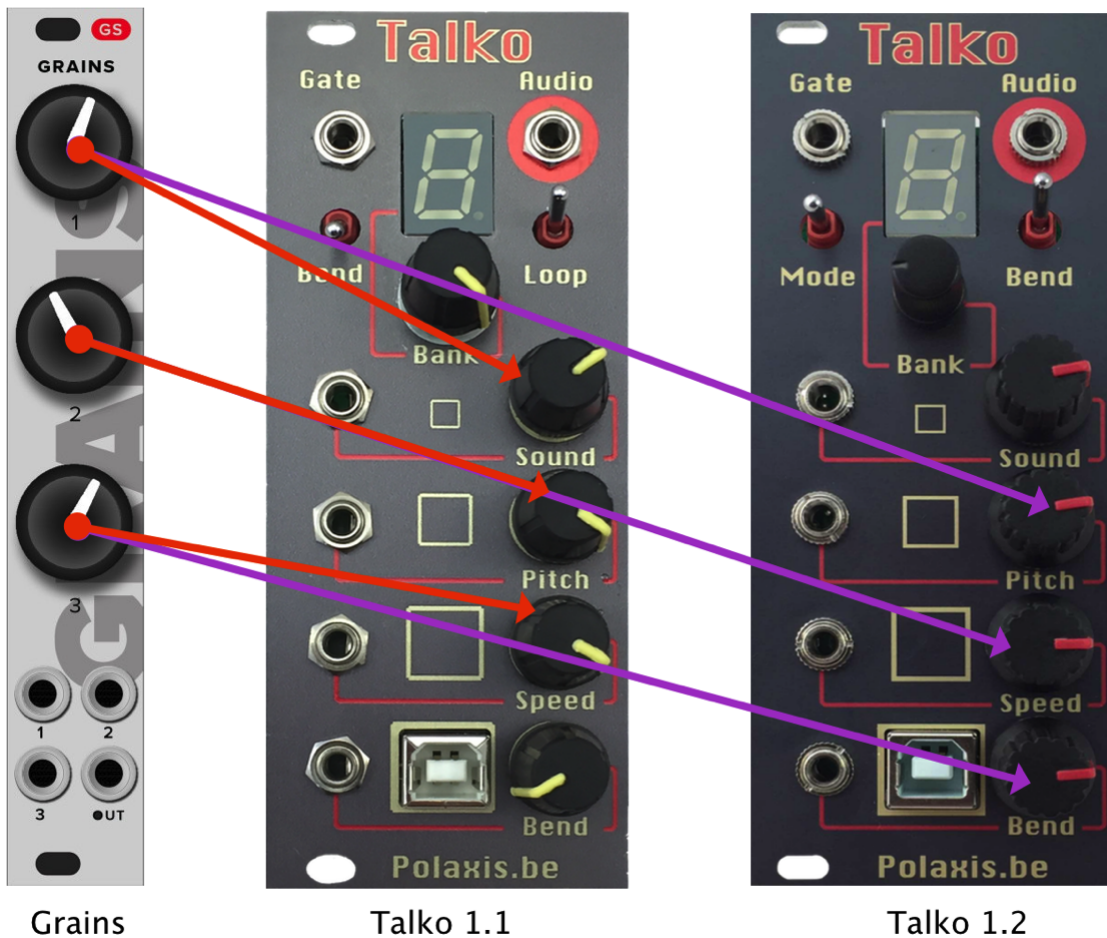 GS
GRAINS
1
2
3
GRAINS
1 2
3 OUT
Grains
Talko
Gate Audio
Bend Loop
Bank
Sound
Pitch
Speed
Bend
Polaxis.be
Talko 1.1
Talko
Gate Audio
Mode Bend
Bank
Sound
Pitch
Speed
Bend
Polaxis.be
Talko 1.2